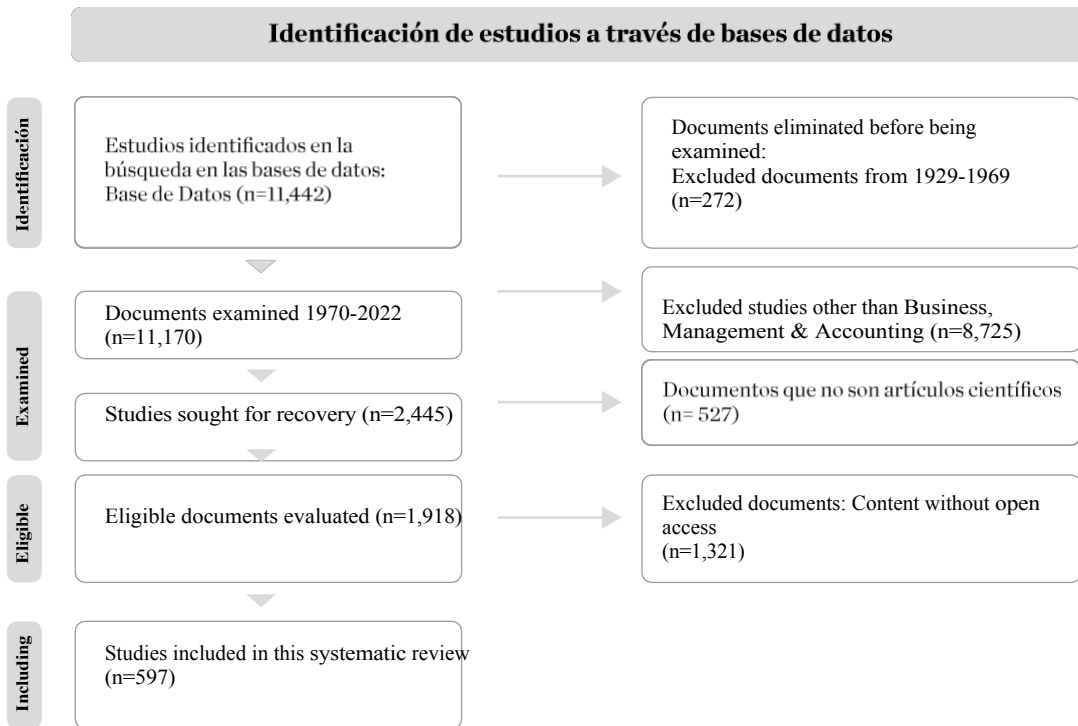 Identificación de estudios a través de bases de datos
Identificación
Estudios identificados en la
búsqueda en las bases de datos:
Base de Datos (n=11,442)
Documents eliminated before being
examined:
Excluded documents from 1929-1969
(n=272)
Examined
Documents examined 1970-2022
(n=11,170)
Excluded studies other than Business,
Management & Accounting (n=8,725)
Studies sought for recovery (n=2,445)
Documentos que no son artículos científicos
(n= 527)
Eligible
Eligible documents evaluated (n=1,918)
Excluded documents: Content without open
access
(n=1,321)
Including
Studies included in this systematic review
(n=597)